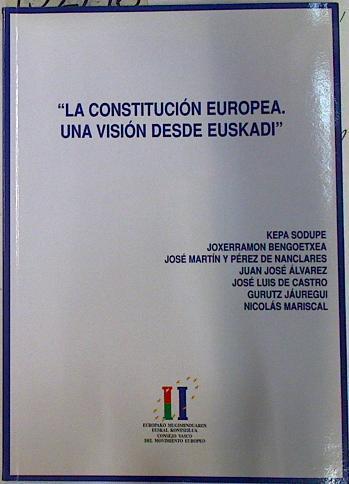 “LA CONSTITUCIÓN EUROPEA.
UNA VISIÓN DESDE EUSKADI”
KEPA SODUPE
JOXERRAMON BENGOETXEA
JOSÉ MARTÍN Y PÉREZ DE NANCLARES
JUAN JOSÉ ÁLVAREZ
JOSÉ LUIS DE CASTRO
GURUTZ JÁUREGUI
NICOLÁS MARISCAL
EUROPAKO MUGIMENDUAREN
EUSKAL KONTSEILUA
CONSEJO VASCO
DEL MOVIMIENTO EUROPEO